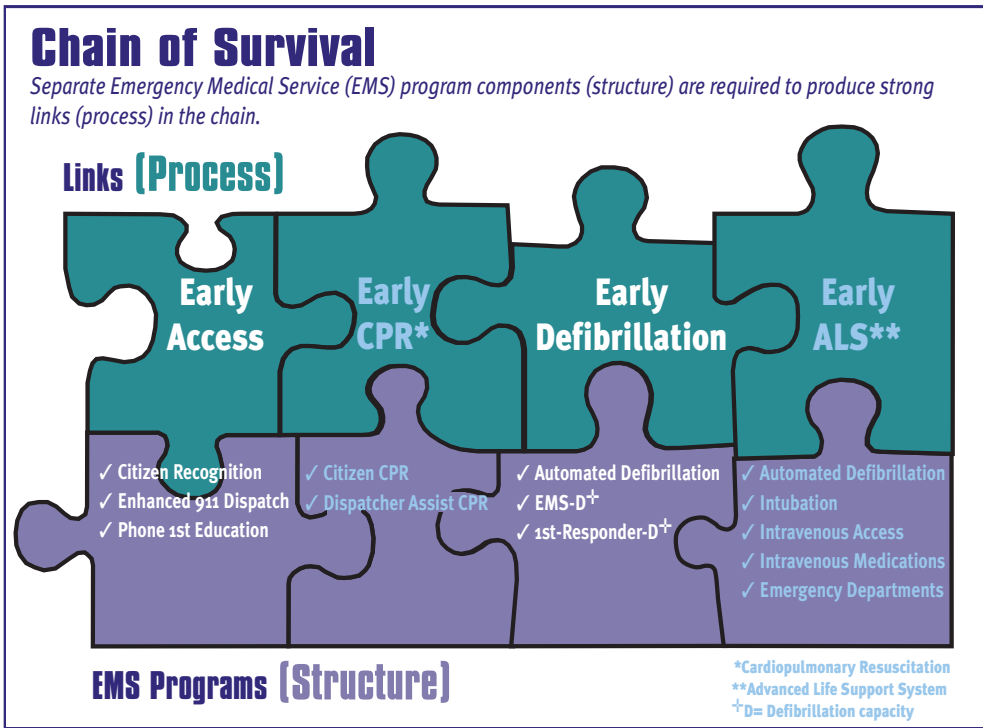 Chain of Survival
Separate Emergency Medical Service (EMS) program components (structure) are required to produce strong
links (process) in the chain.
Links (Process)
Early
Access
Early
CPR*
Early
Defibrillation
Early
ALS**
✓ Citizen Recognition
✓ Enhanced 911 Dispatch
✓ Phone 1st Education
✓ Citizen CPR
✓ Dispatcher Assist CPR
✓ Automated Defibrillation
✓ EMS-D✛
✓ 1st-Responder-D✛
✓ Automated Defibrillation
✓ Intubation
✓ Intravenous Access
✓ Intravenous Medications
✓ Emergency Departments
EMS Programs (Structure)
*Cardiopulmonary Resuscitation
**Advanced Life Support System
✛D= Defibrillation capacity